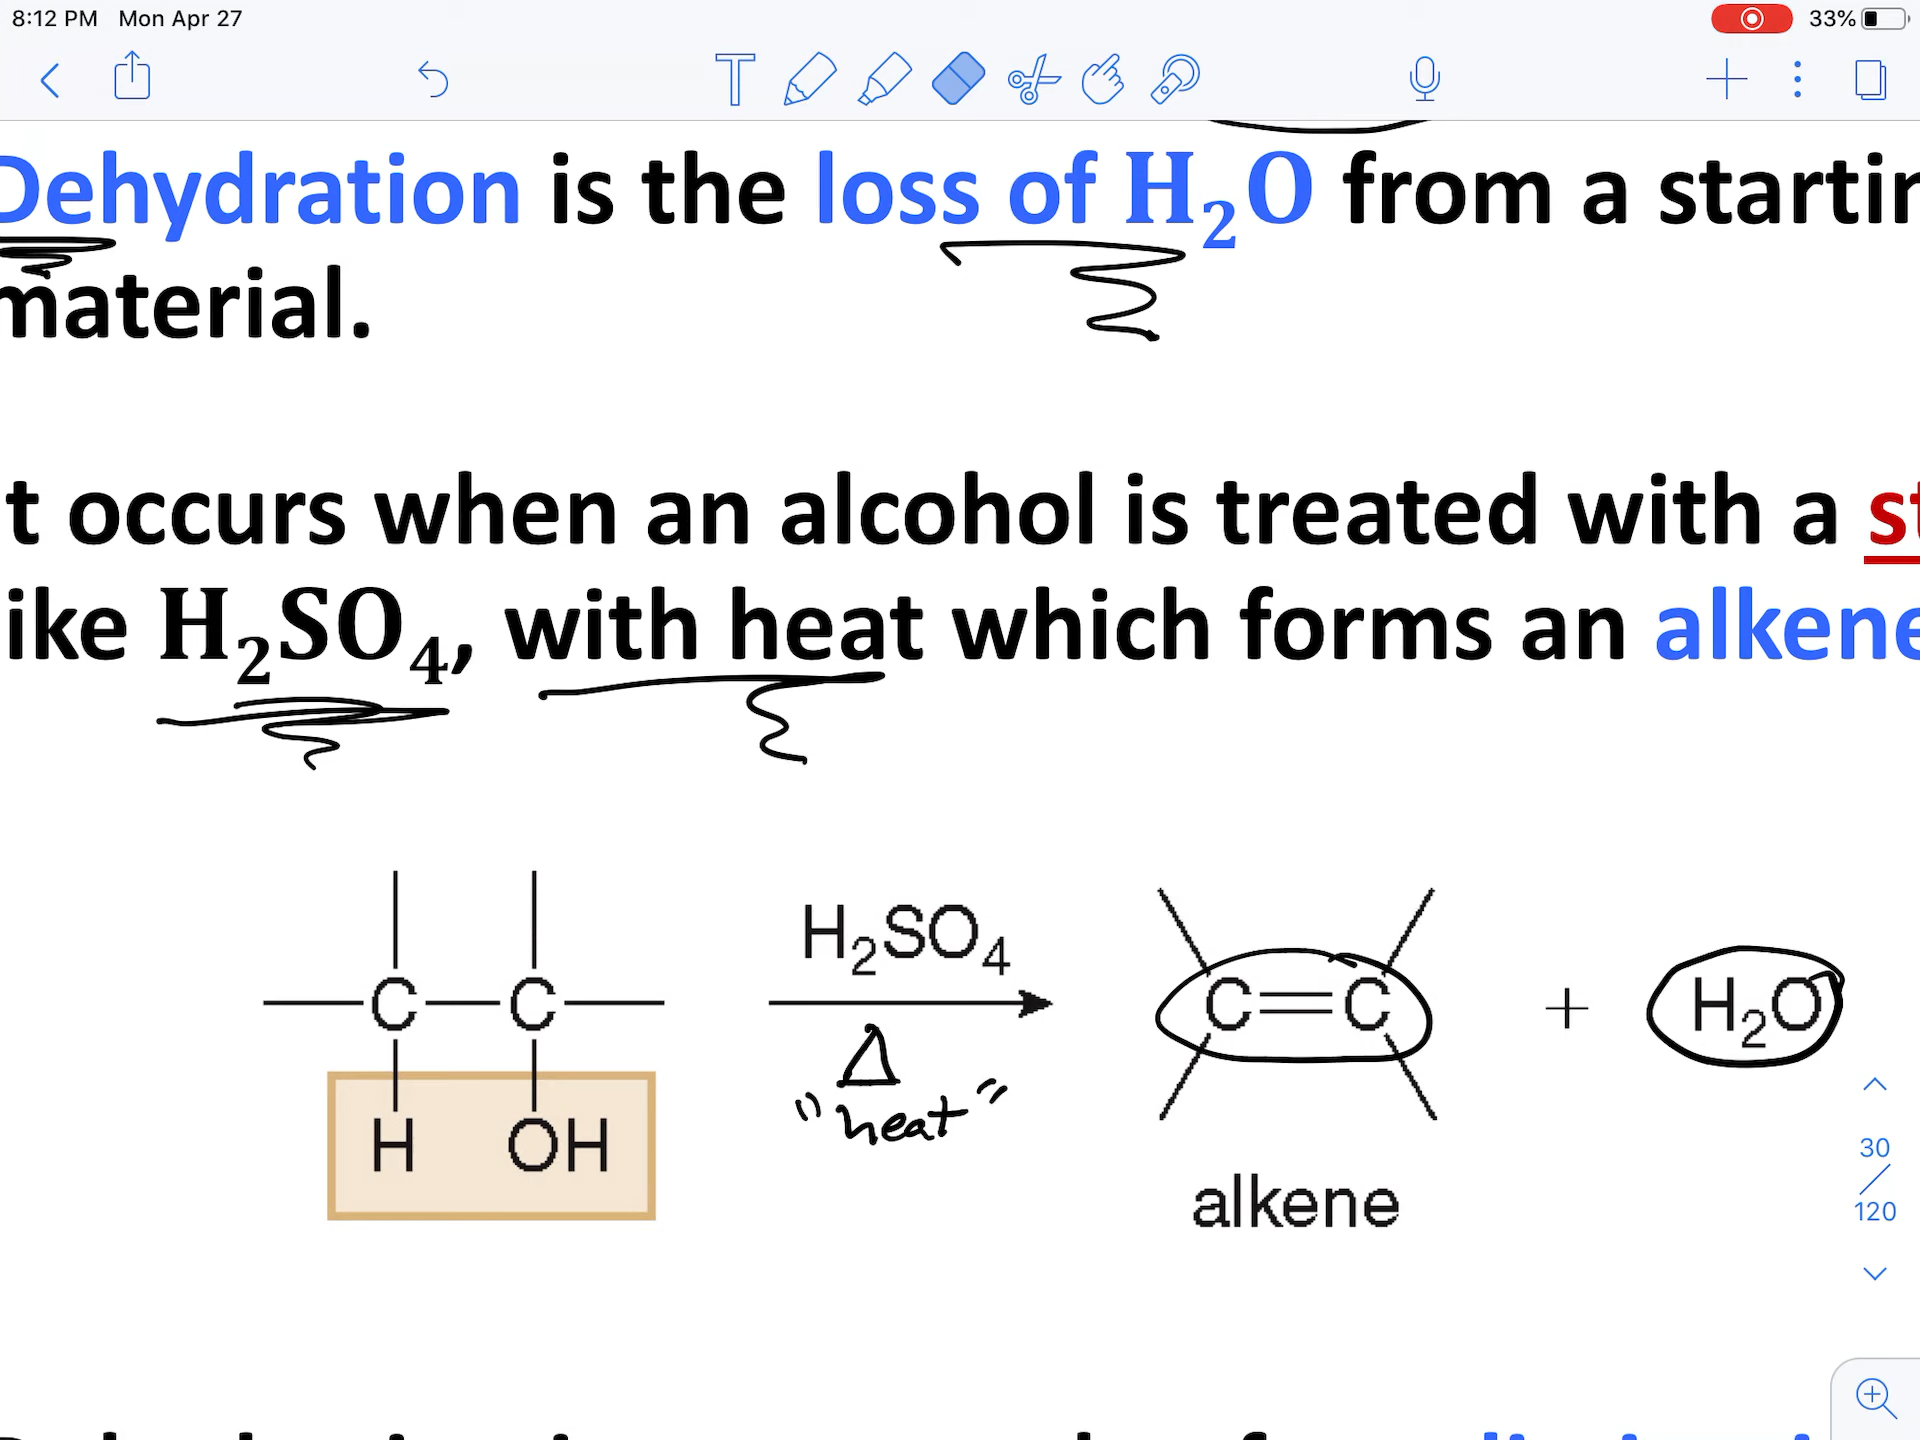 8:12 PM Mon Apr 27 33%
T
Dehydration is the loss of H₂O from a startin
material.
t occurs when an alcohol is treated with a st
ike H₂SO₄, with heat which forms an alkene
C C H₂SO₄ C=C + H₂O
H OH Δ
"heat"
alkene
30
120